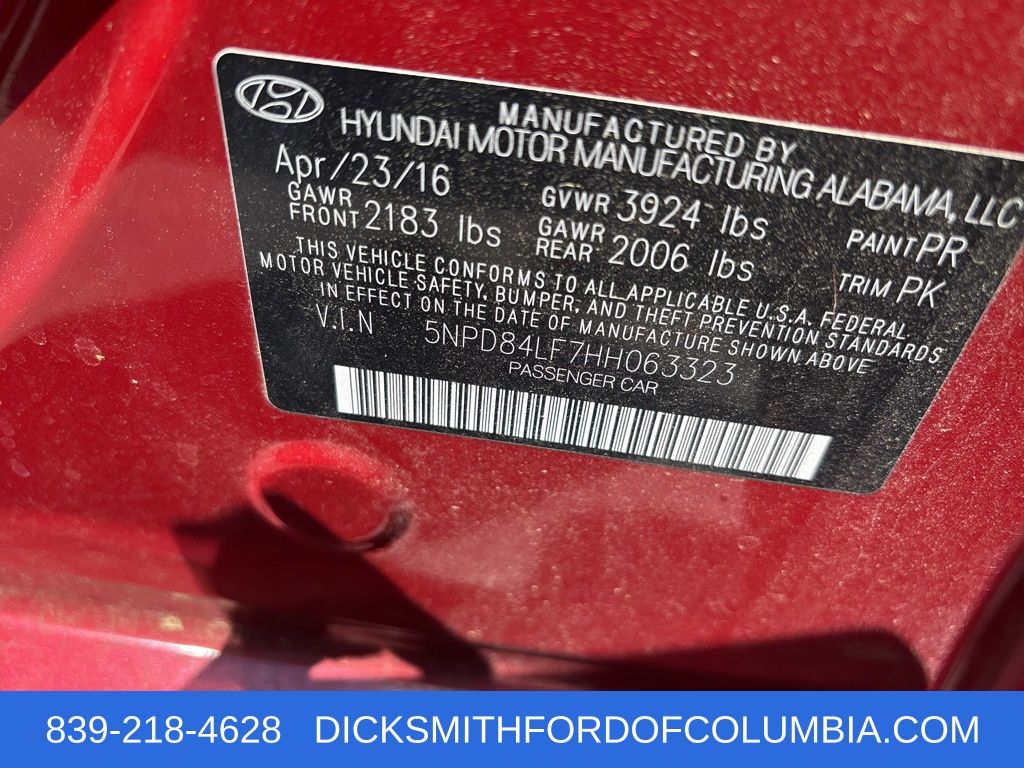 MANUFACTURED BY
HYUNDAI MOTOR MANUFACTURING ALABAMA, LLC
Apr/23/16 GVWR 3924 lbs PAINT PR
GAWR FRONT 2183 lbs GAWR REAR 2006 lbs TRIM PK
THIS VEHICLE CONFORMS TO ALL APPLICABLE U.S.A. FEDERAL
MOTOR VEHICLE SAFETY, BUMPER, AND THEFT PREVENTION STANDARDS
IN EFFECT ON THE DATE OF MANUFACTURE SHOWN ABOVE
V.I.N 5NPD84LF7HH063323
PASSENGER CAR
839-218-4628 DICKSMITHFORDOFCOLUMBIA.COM